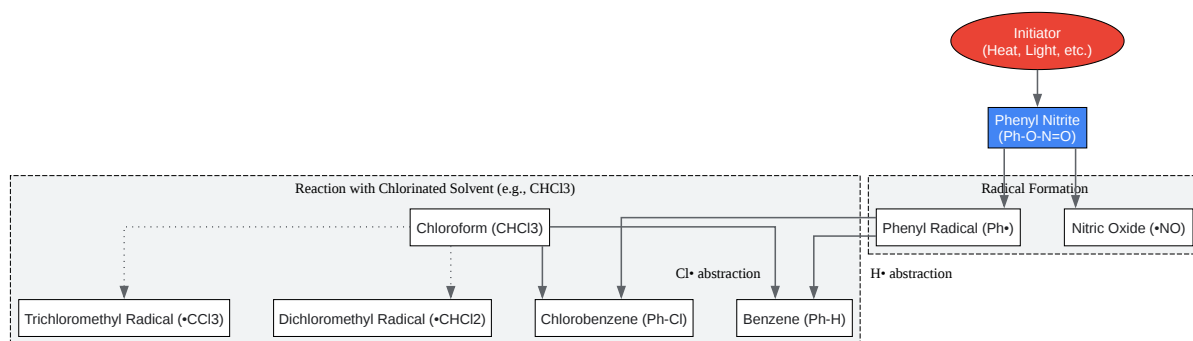 Initiator
(Heat, Light, etc.)
Phenyl Nitrite
(Ph-O-N=O)
Reaction with Chlorinated Solvent (e.g., CHCl3)
Radical Formation
Chloroform (CHCl3)
Phenyl Radical (Ph•)
Nitric Oxide (•NO)
Cl• abstraction
H• abstraction
Trichloromethyl Radical (•CCl3)
Dichloromethyl Radical (•CHCl2)
Chlorobenzene (Ph-Cl)
Benzene (Ph-H)